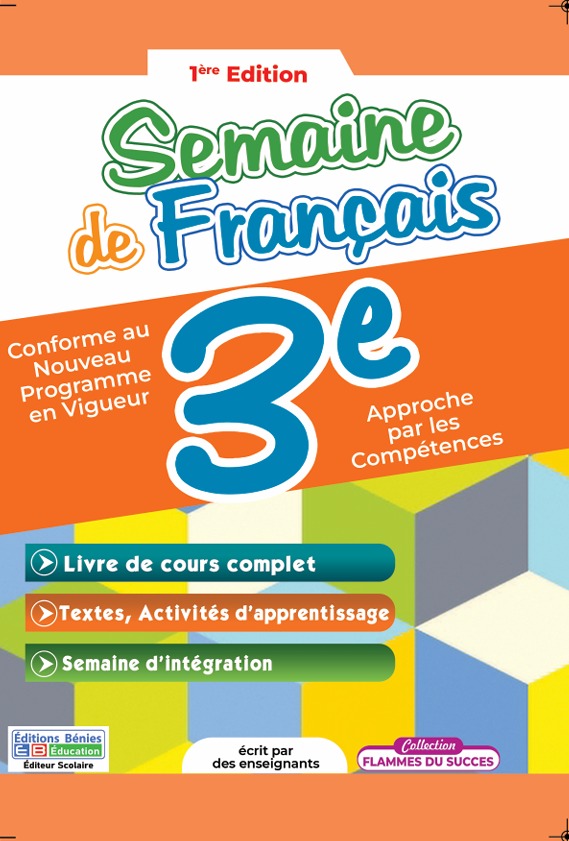 1ère Edition
Semaine
de Français
3e
Conforme au
Nouveau
Programme
en Vigueur
Approche
par les
Compétences
Livre de cours complet
Textes, Activités d'apprentissage
Semaine d'intégration
Éditions Bénies
EB Éducation
Éditeur Scolaire
écrit par
des enseignants
Collection
FLAMMES DU SUCCES